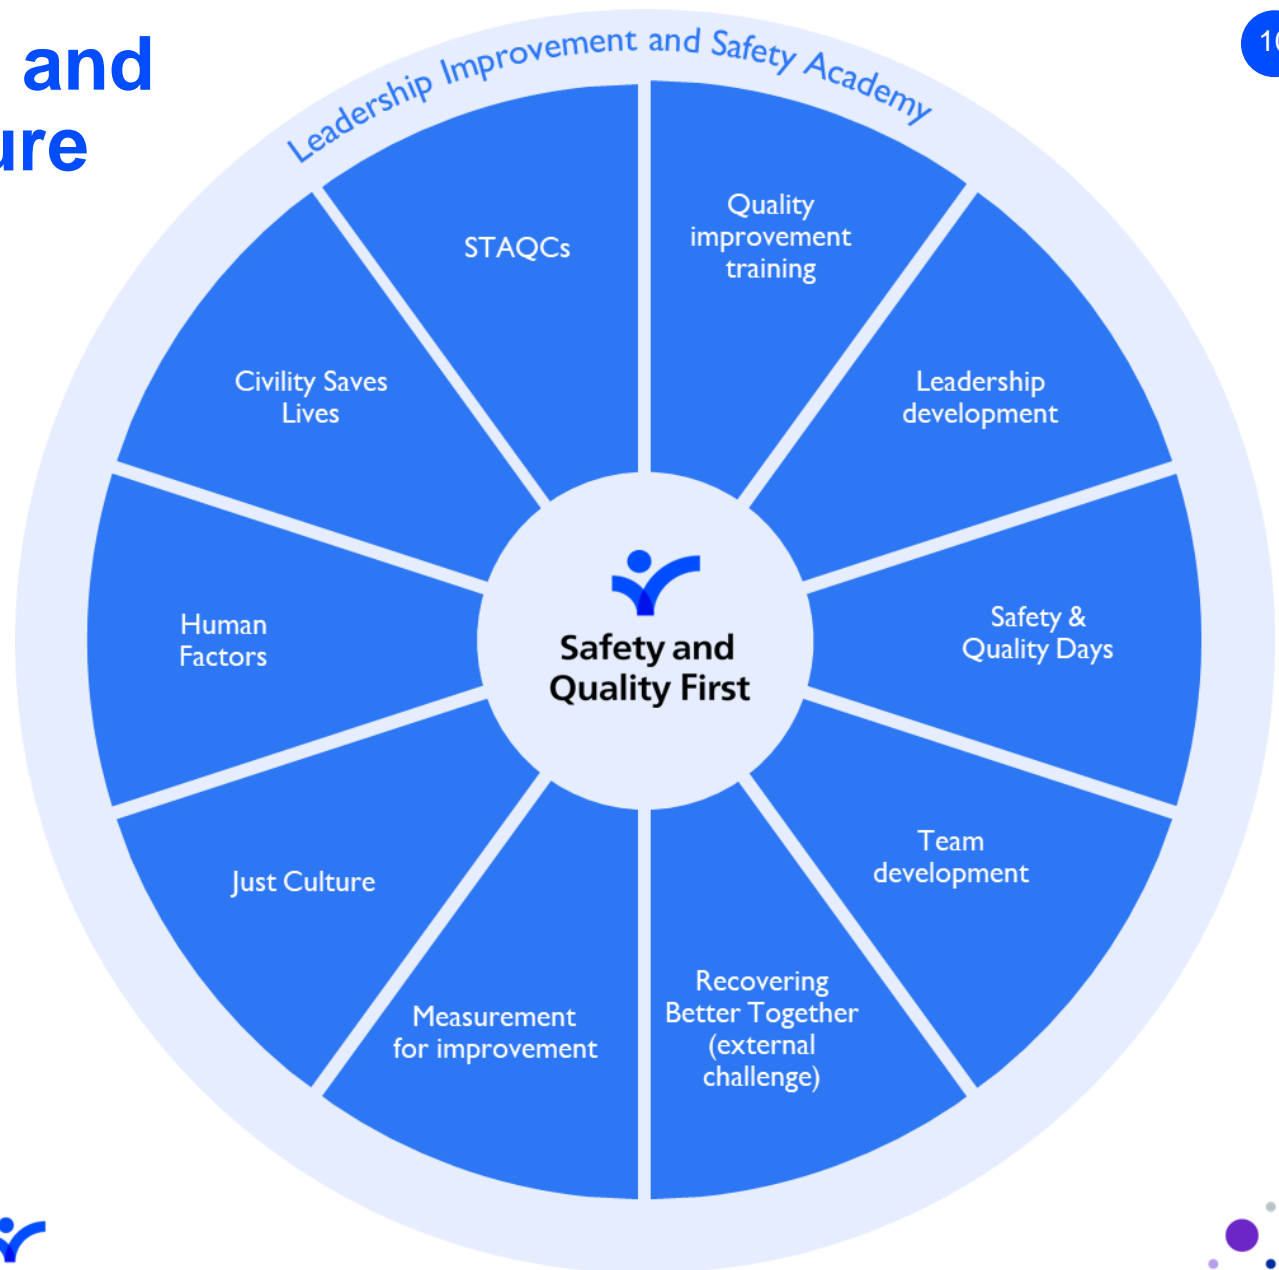 and
ure
10
Leadership Improvement and Safety Academy
STAQCs
Quality
improvement
training
Civility Saves
Lives
Leadership
development
Human
Factors
Safety and
Quality First
Safety &
Quality Days
Just Culture
Team
development
Measurement
for improvement
Recovering
Better Together
(external
challenge)